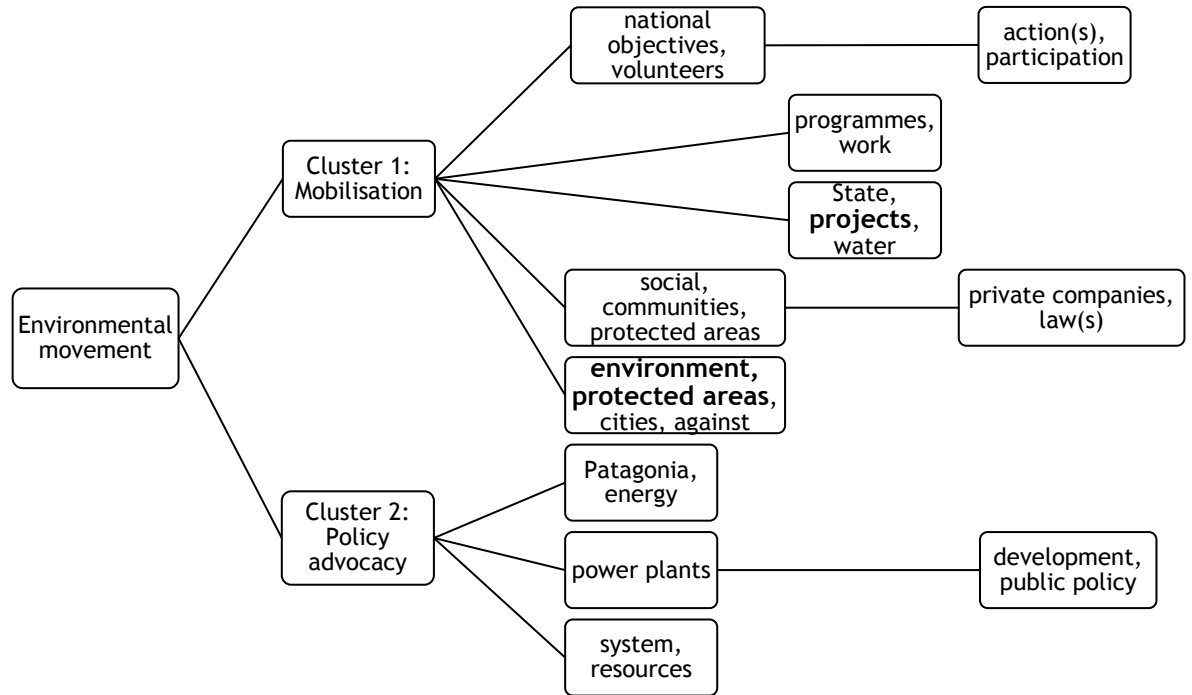 national
objectives,
volunteers
action(s),
participation
programmes,
work
Cluster 1:
Mobilisation
State,
projects,
water
social,
communities,
protected areas
private companies,
law(s)
Environmental
movement
environment,
protected areas,
cities, against
Patagonia,
energy
Cluster 2:
Policy
advocacy
power plants
development,
public policy
system,
resources